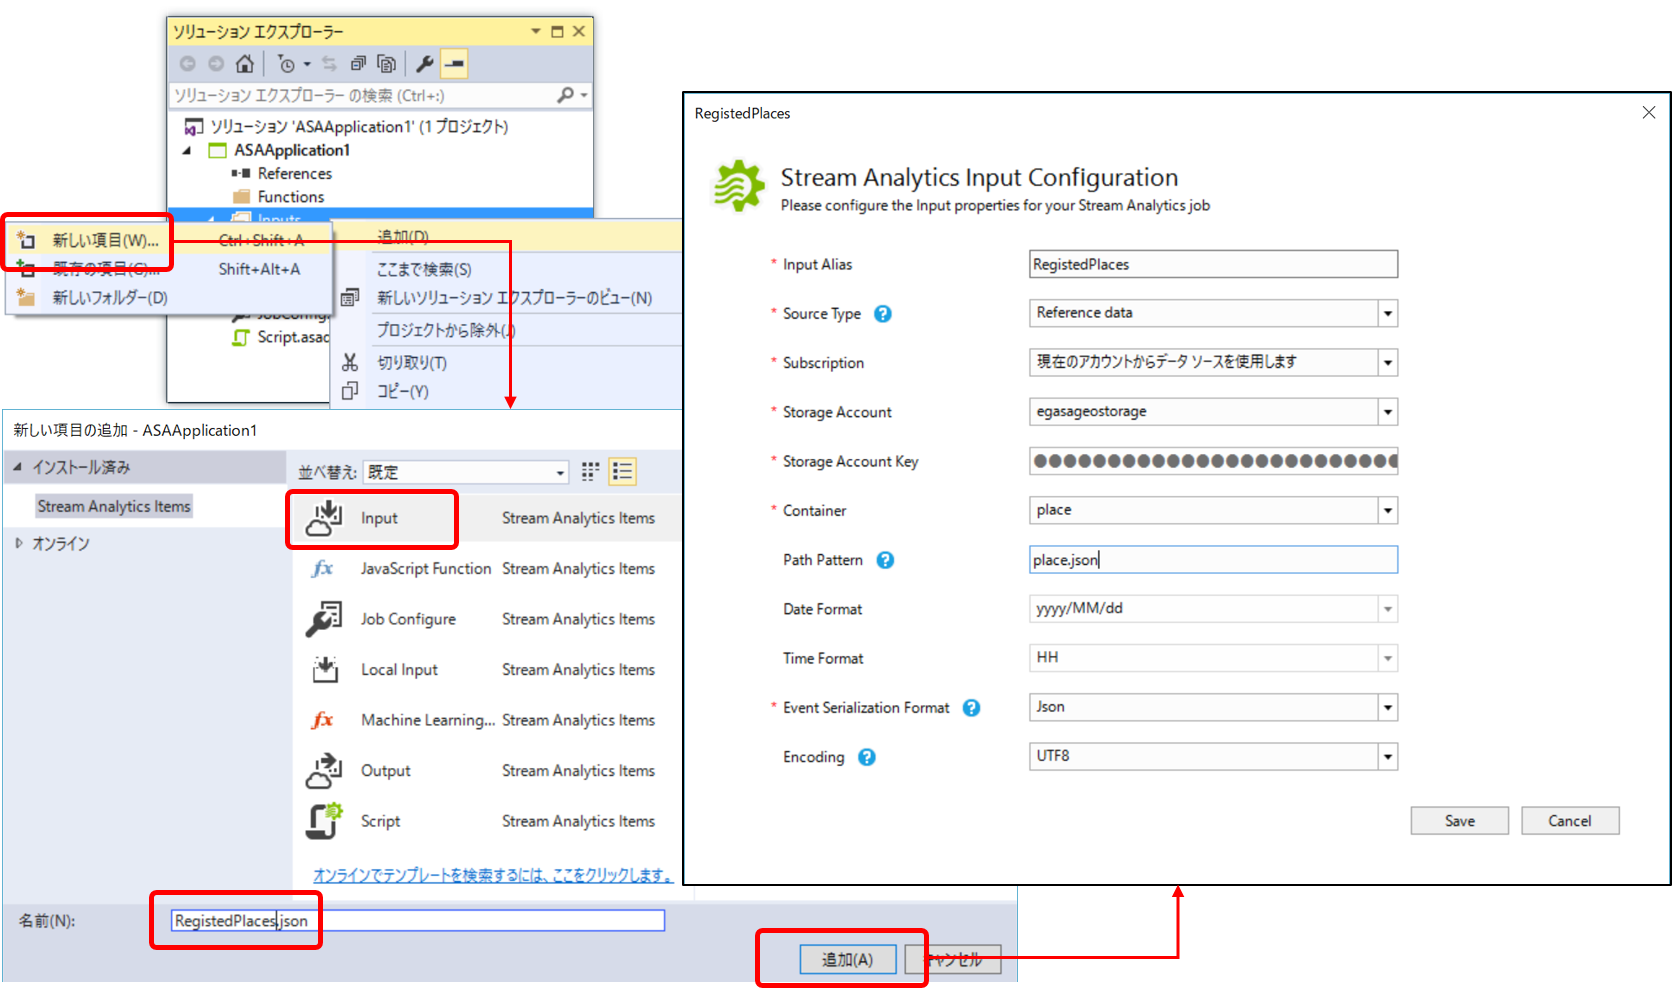 ソリューション エクスプローラー
ソリューション エクスプローラー の検索 (Ctrl+:)
ソリューション 'ASAApplication1' (1 プロジェクト)
ASAApplication1
References
Functions
Inputs
新しい項目(W)... Ctrl+Shift+A
既存の項目(G)... Shift+Alt+A
新しいフォルダー(D)
Script.asaq
追加(D)
ここまで検索(S)
新しいソリューション エクスプローラーのビュー(N)
プロジェクトから除外(J)
切り取り(T)
コピー(Y)
新しい項目の追加 - ASAApplication1
インストール済み
Stream Analytics Items
オンライン
並べ替え: 既定
Input Stream Analytics Items
JavaScript Function Stream Analytics Items
Job Configure Stream Analytics Items
Local Input Stream Analytics Items
Machine Learning... Stream Analytics Items
Output Stream Analytics Items
Script Stream Analytics Items
オンラインでテンプレートを検索するには、ここをクリックします。
名前(N): RegistedPlaces.json
追加(A) キャンセル
RegistedPlaces
Stream Analytics Input Configuration
Please configure the Input properties for your Stream Analytics job
* Input Alias RegistedPlaces
* Source Type ? Reference data
* Subscription 現在のアカウントからデータ ソースを使用します
* Storage Account egasageostorage
* Storage Account Key ●●●●●●●●●●●●●●●●●●●●●●●●●
* Container place
Path Pattern ? place.json
Date Format yyyy/MM/dd
Time Format HH
* Event Serialization Format ? Json
Encoding ? UTF8
Save Cancel